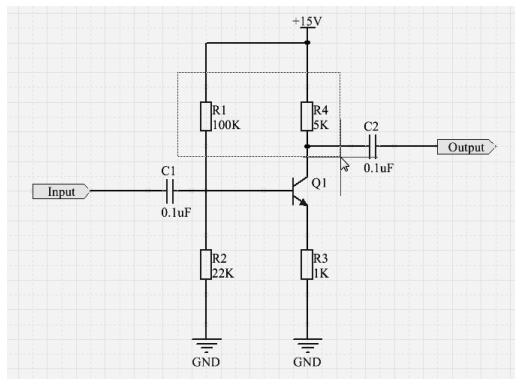 +15V
R1
100K
R4
5K
C2
Output
0.1uF
C1
Input
Q1
0.1uF
R2
22K
R3
1K
GND
GND